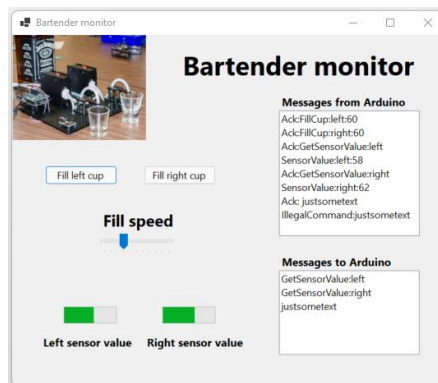 Bartender monitor
Bartender monitor
Messages from Arduino
Ack:FillCup:left:60
Ack:FillCup:right:60
Ack:GetSensorValue:left
SensorValue:left:58
Ack:GetSensorValue:right
SensorValue:right:62
Ack: justsometext
IllegalCommand:justsometext
Fill left cup
Fill right cup
Fill speed
Messages to Arduino
GetSensorValue:left
GetSensorValue:right
justsometext
Left sensor value
Right sensor value